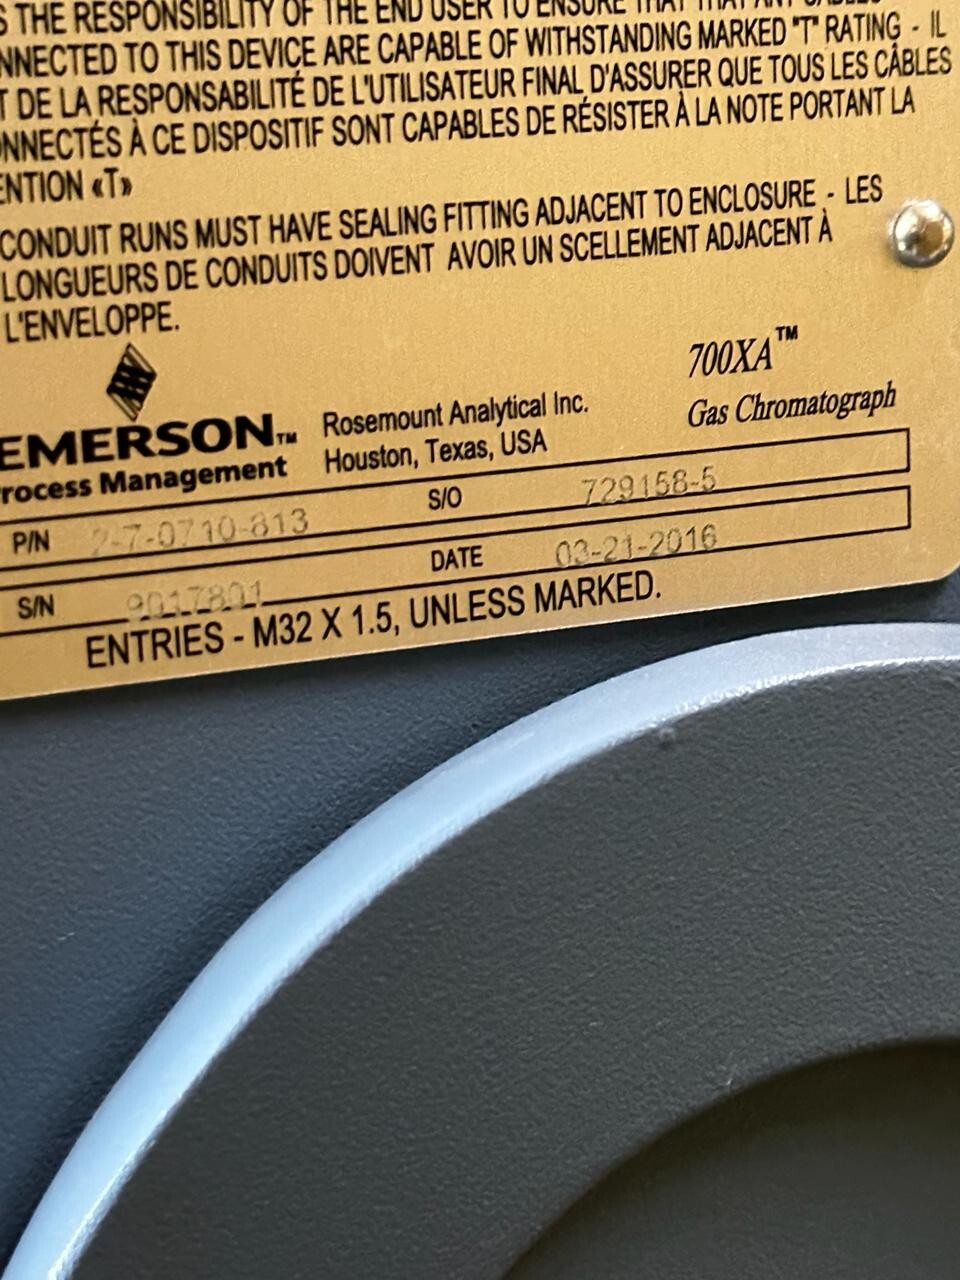 THE RESPONSIBILITY OF THE END USER TO ENSURE THAT THAT ANY CABLES
NNECTED TO THIS DEVICE ARE CAPABLE OF WITHSTANDING MARKED "T" RATING - IL
T DE LA RESPONSABILITÉ DE L'UTILISATEUR FINAL D'ASSURER QUE TOUS LES CÂBLES
NNECTÉS À CE DISPOSITIF SONT CAPABLES DE RÉSISTER À LA NOTE PORTANT LA
ENTION «T»
CONDUIT RUNS MUST HAVE SEALING FITTING ADJACENT TO ENCLOSURE - LES
LONGUEURS DE CONDUITS DOIVENT AVOIR UN SCELLEMENT ADJACENT À
L'ENVELOPPE.
700XA™
Gas Chromatograph
EMERSON™
rocess Management
Rosemount Analytical Inc.
Houston, Texas, USA
P/N 2-7-0710-813 S/O 729158-5
S/N 9017801 DATE 03-21-2016
ENTRIES - M32 X 1.5, UNLESS MARKED.